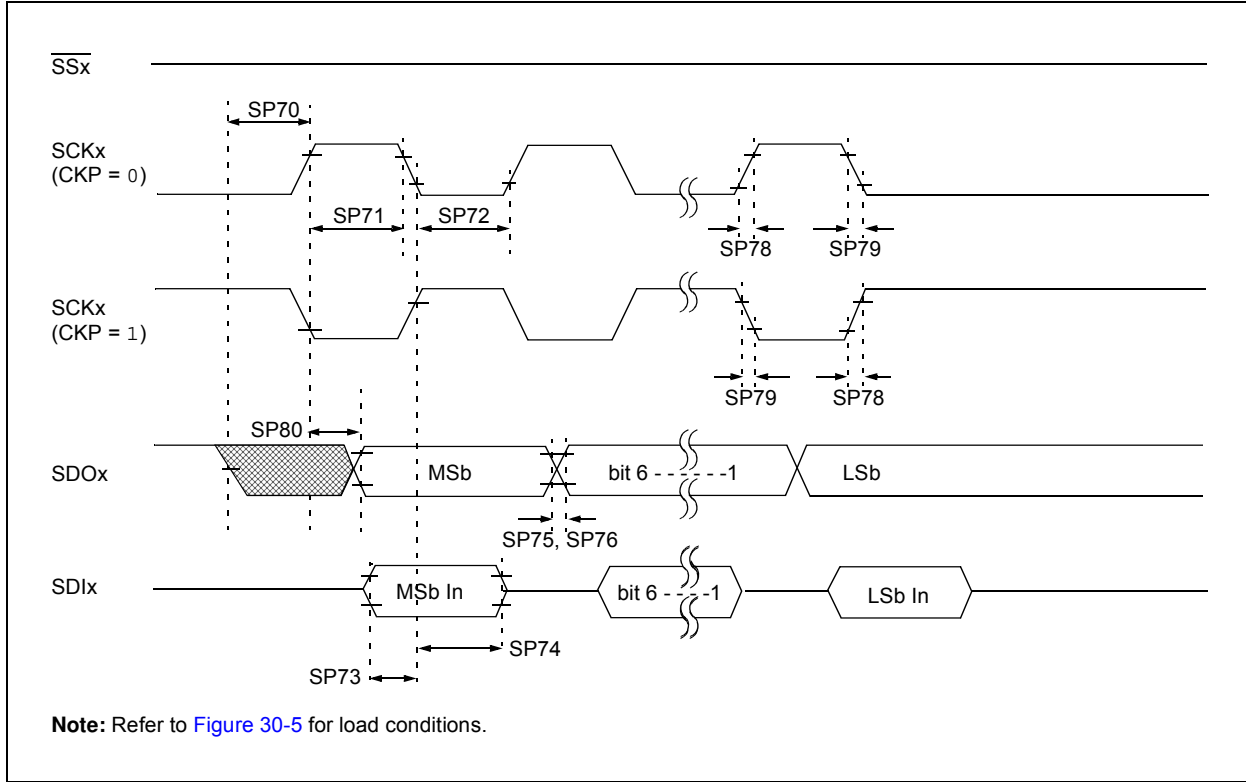 SSx
SP70
SCKx
(CKP = 0)
SP71
SP72
SP78
SP79
SCKx
(CKP = 1)
SP79
SP78
SP80
SDOx
MSb
bit 6 - - - - - -1
LSb
SP75, SP76
SDIx
MSb In
bit 6 - - - -1
LSb In
SP74
SP73
Note: Refer to Figure 30-5 for load conditions.